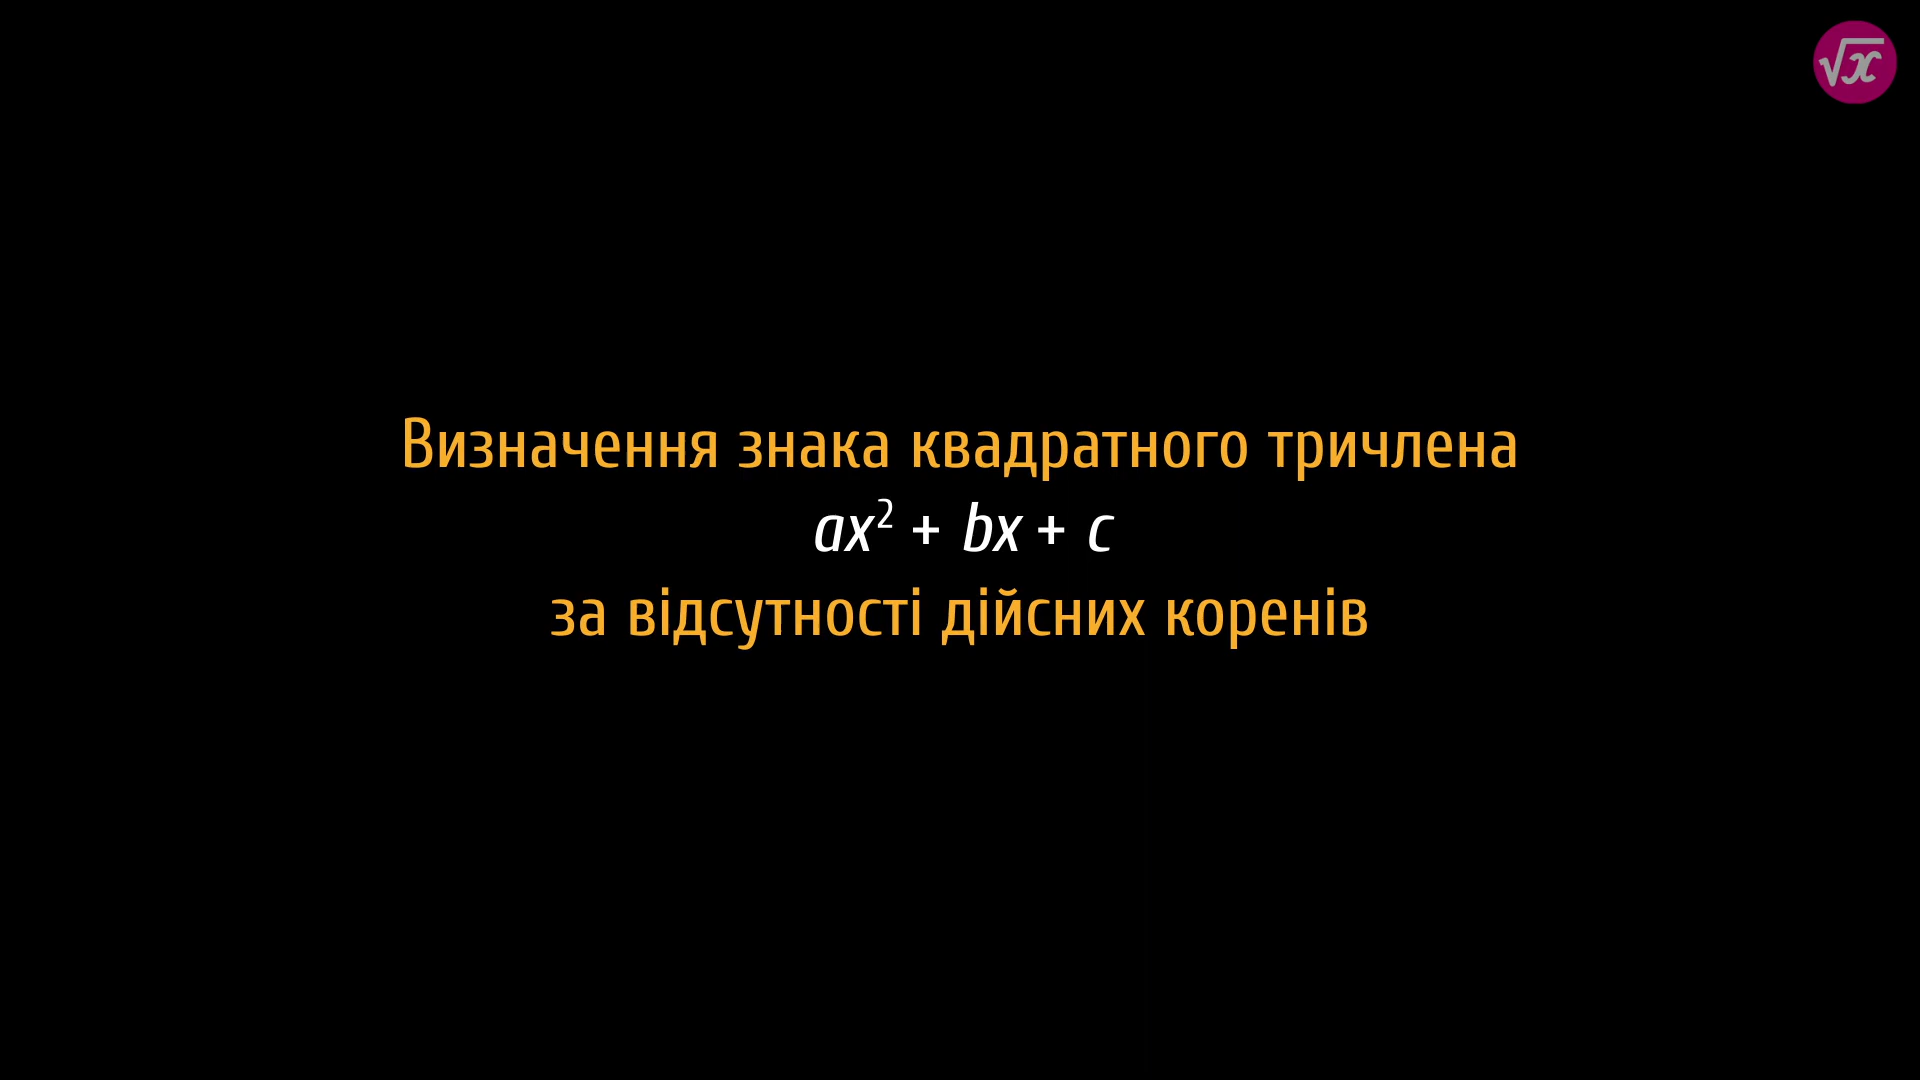 √x
Визначення знака квадратного тричлена
ax² + bx + c
за відсутності дійсних коренів